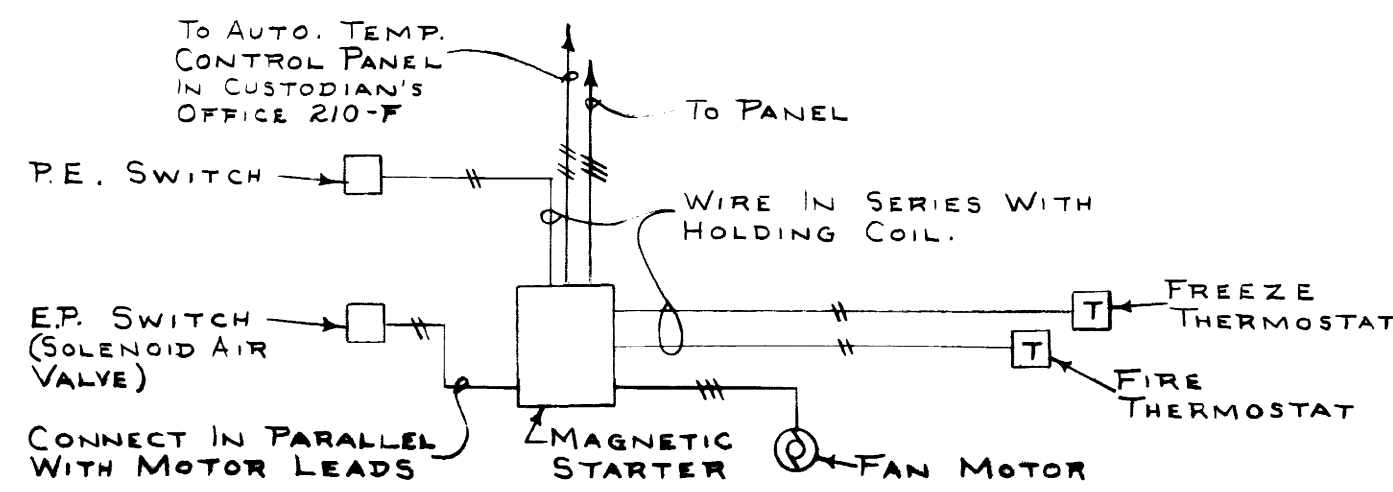 TO AUTO. TEMP.
CONTROL PANEL
IN CUSTODIAN'S
OFFICE 210-F
TO PANEL
P.E. SWITCH
WIRE IN SERIES WITH
HOLDING COIL.
E.P. SWITCH
(SOLENOID AIR
VALVE)
T
FREEZE
THERMOSTAT
T
FIRE
THERMOSTAT
CONNECT IN PARALLEL
WITH MOTOR LEADS
MAGNETIC
STARTER
FAN MOTOR